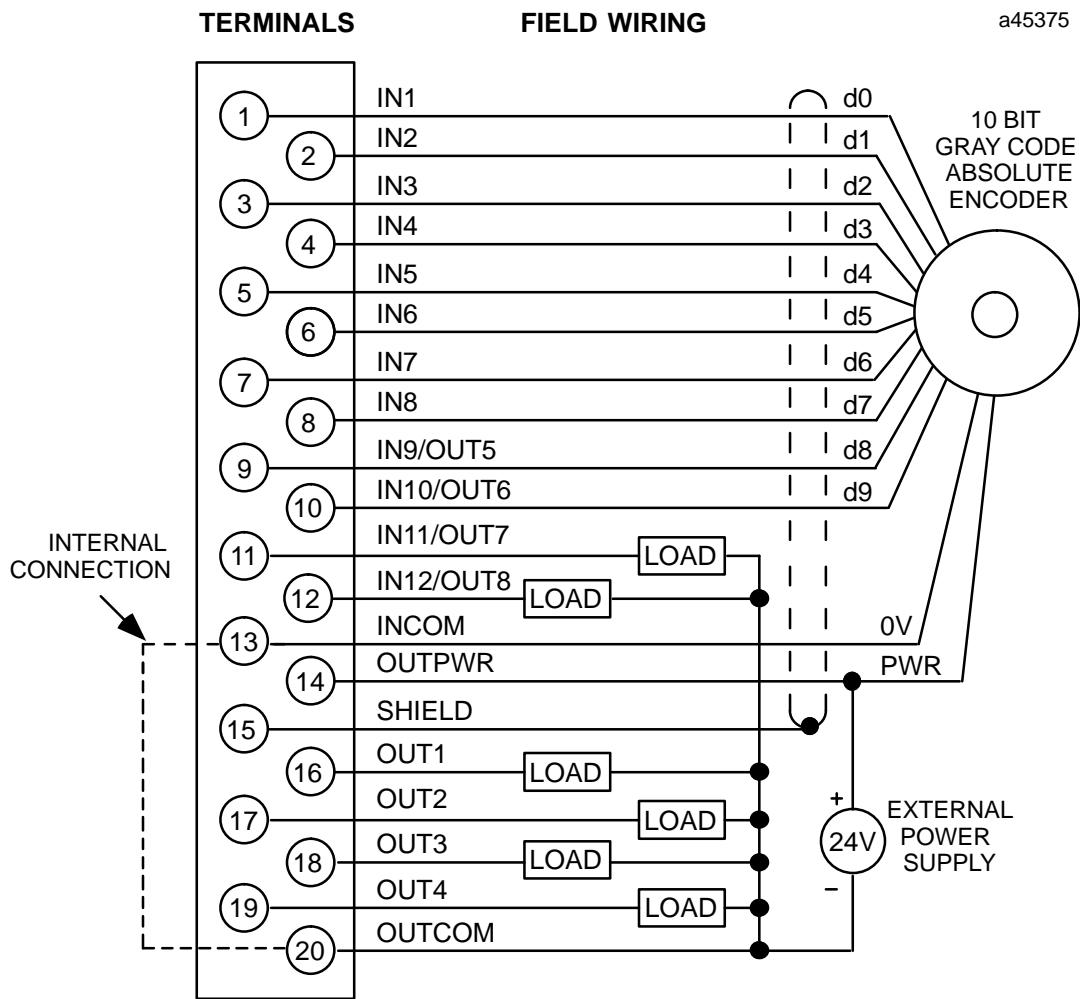 TERMINALS
FIELD WIRING
a45375
1
IN1
d0
2
IN2
d1
3
IN3
d2
4
IN4
d3
5
IN5
d4
6
IN6
d5
7
IN7
d6
8
IN8
d7
9
IN9/OUT5
d8
10
IN10/OUT6
d9
10 BIT
GRAY CODE
ABSOLUTE
ENCODER
11
IN11/OUT7
LOAD
12
IN12/OUT8
LOAD
INTERNAL
CONNECTION
13
INCOM
0V
14
OUTPWR
PWR
15
SHIELD
16
OUT1
LOAD
17
OUT2
LOAD
18
OUT3
LOAD
19
OUT4
LOAD
20
OUTCOM
+
24V
−
EXTERNAL
POWER
SUPPLY